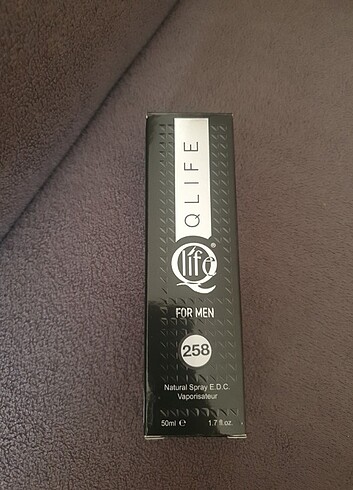 QLIFE
Qlife®
FOR MEN
258
Natural Spray E.D.C.
Vaporisateur
50ml ℮ 1.7 fl.oz.